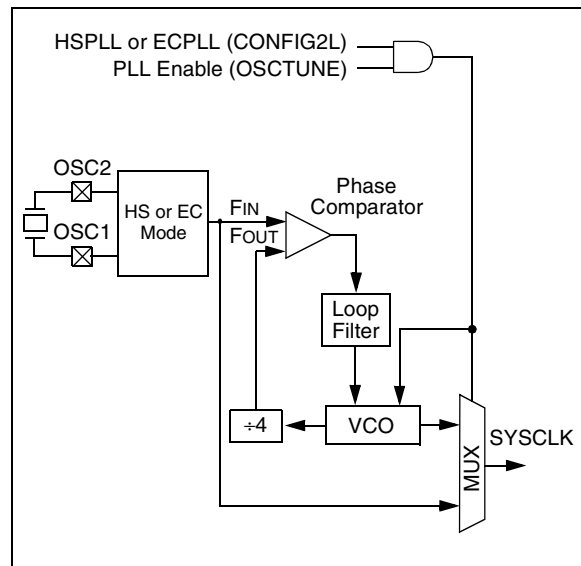 HSPLL or ECPLL (CONFIG2L)
PLL Enable (OSCTUNE)
OSC2
OSC1
HS or EC
Mode
FIN
FOUT
Phase
Comparator
Loop
Filter
÷4
VCO
MUX
SYSCLK